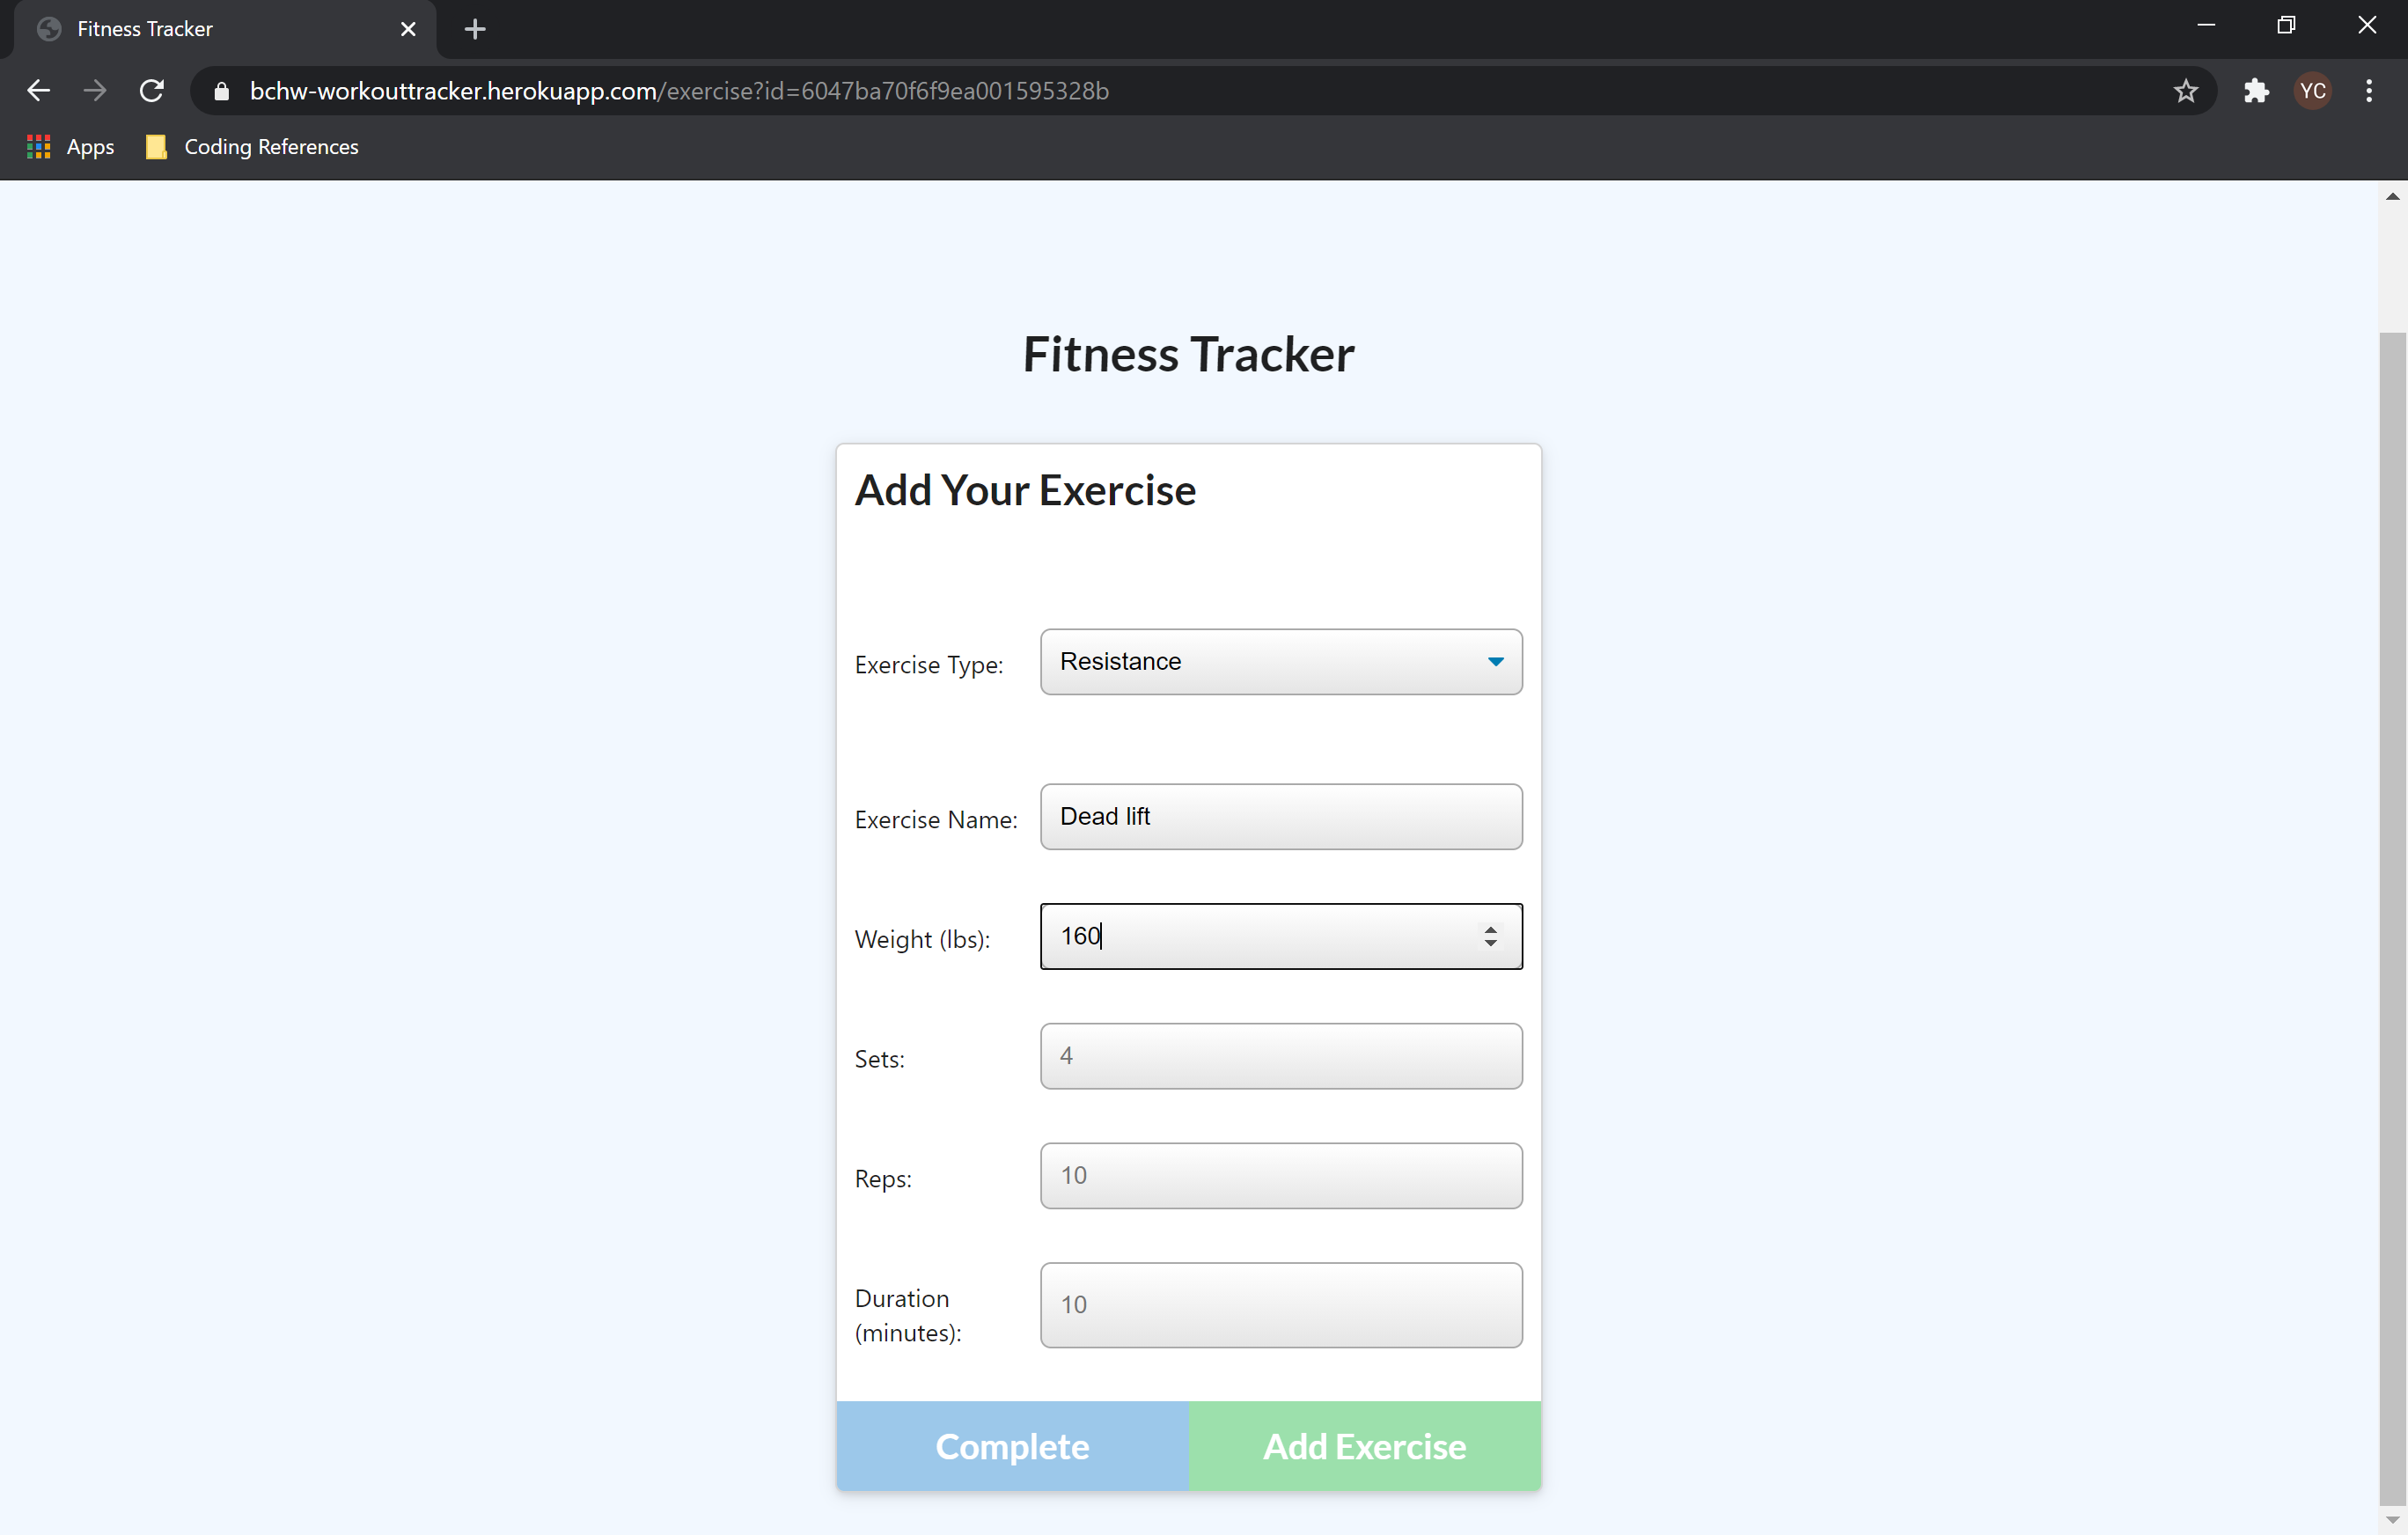 Fitness Tracker
bchw-workouttracker.herokuapp.com/exercise?id=6047ba70f6f9ea001595328b
YC
Apps
Coding References
Fitness Tracker
Add Your Exercise
Exercise Type:
Resistance
Exercise Name:
Dead lift
Weight (lbs):
160
Sets:
4
Reps:
10
Duration
(minutes):
10
Complete
Add Exercise